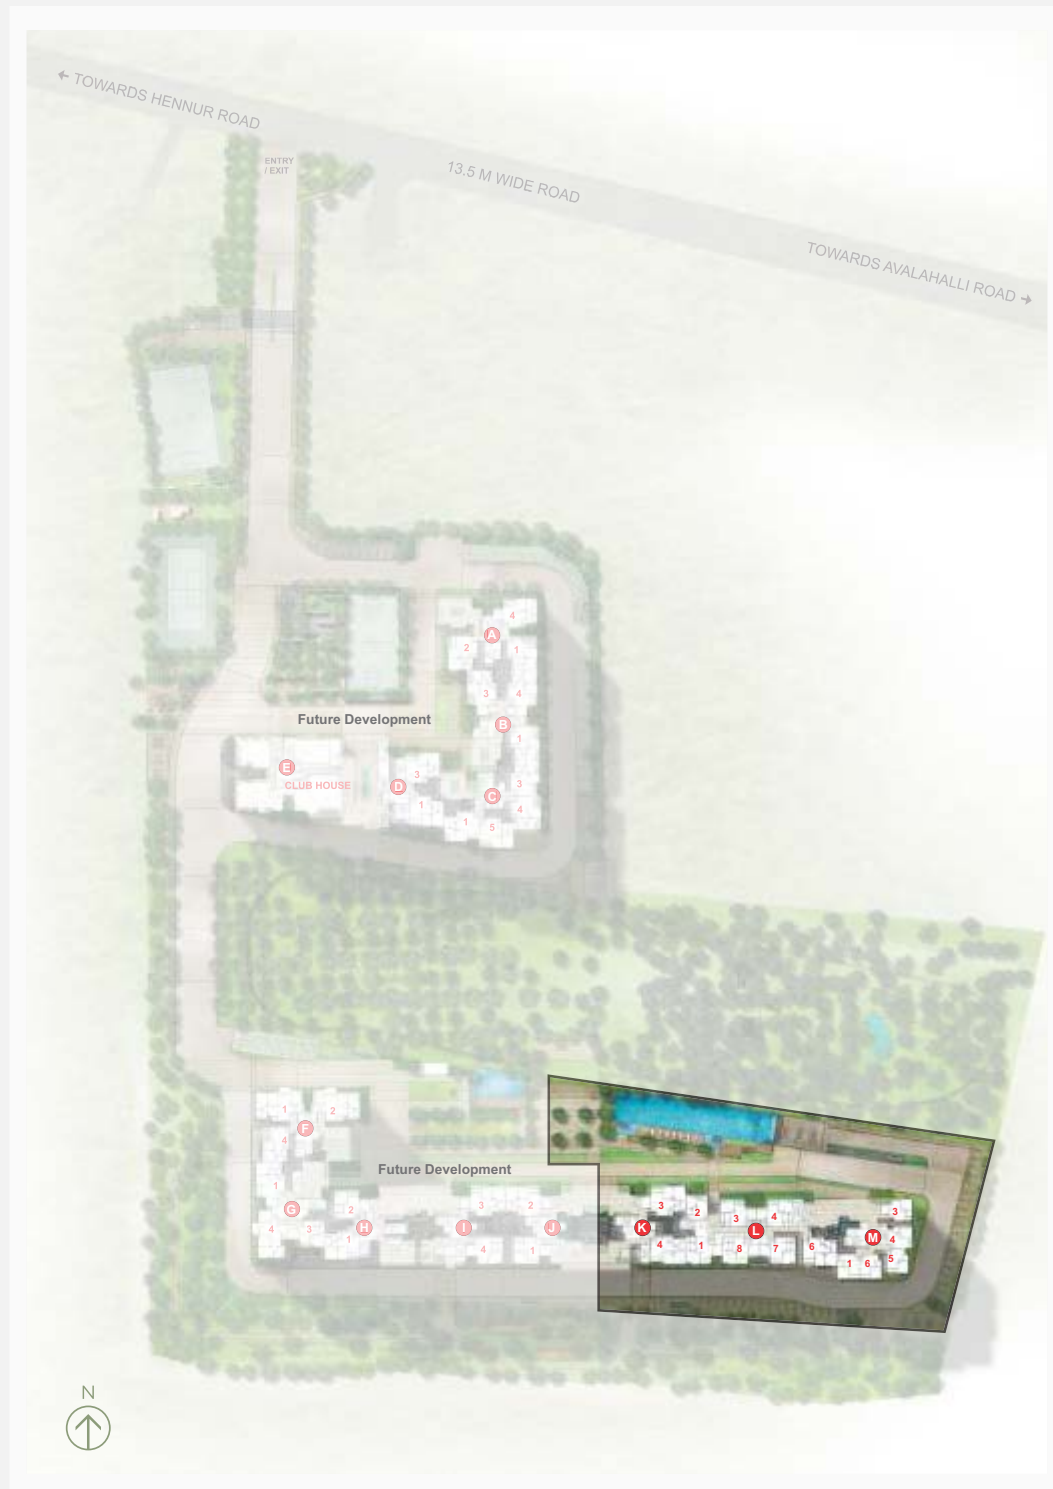 ← TOWARDS HENNUR ROAD
ENTRY
/ EXIT
13.5 M WIDE ROAD
TOWARDS AVALAHALLI ROAD →
4
A
2
1
3
4
Future Development
B
1
E
CLUB HOUSE
3
D
1
C
3
4
1
5
1
2
F
4
Future Development
1
G
2
4
3
H
1
3
2
I
J
4
1
3
2
K
4
1
3
4
L
8
7
6
3
M
4
5
1
6
N